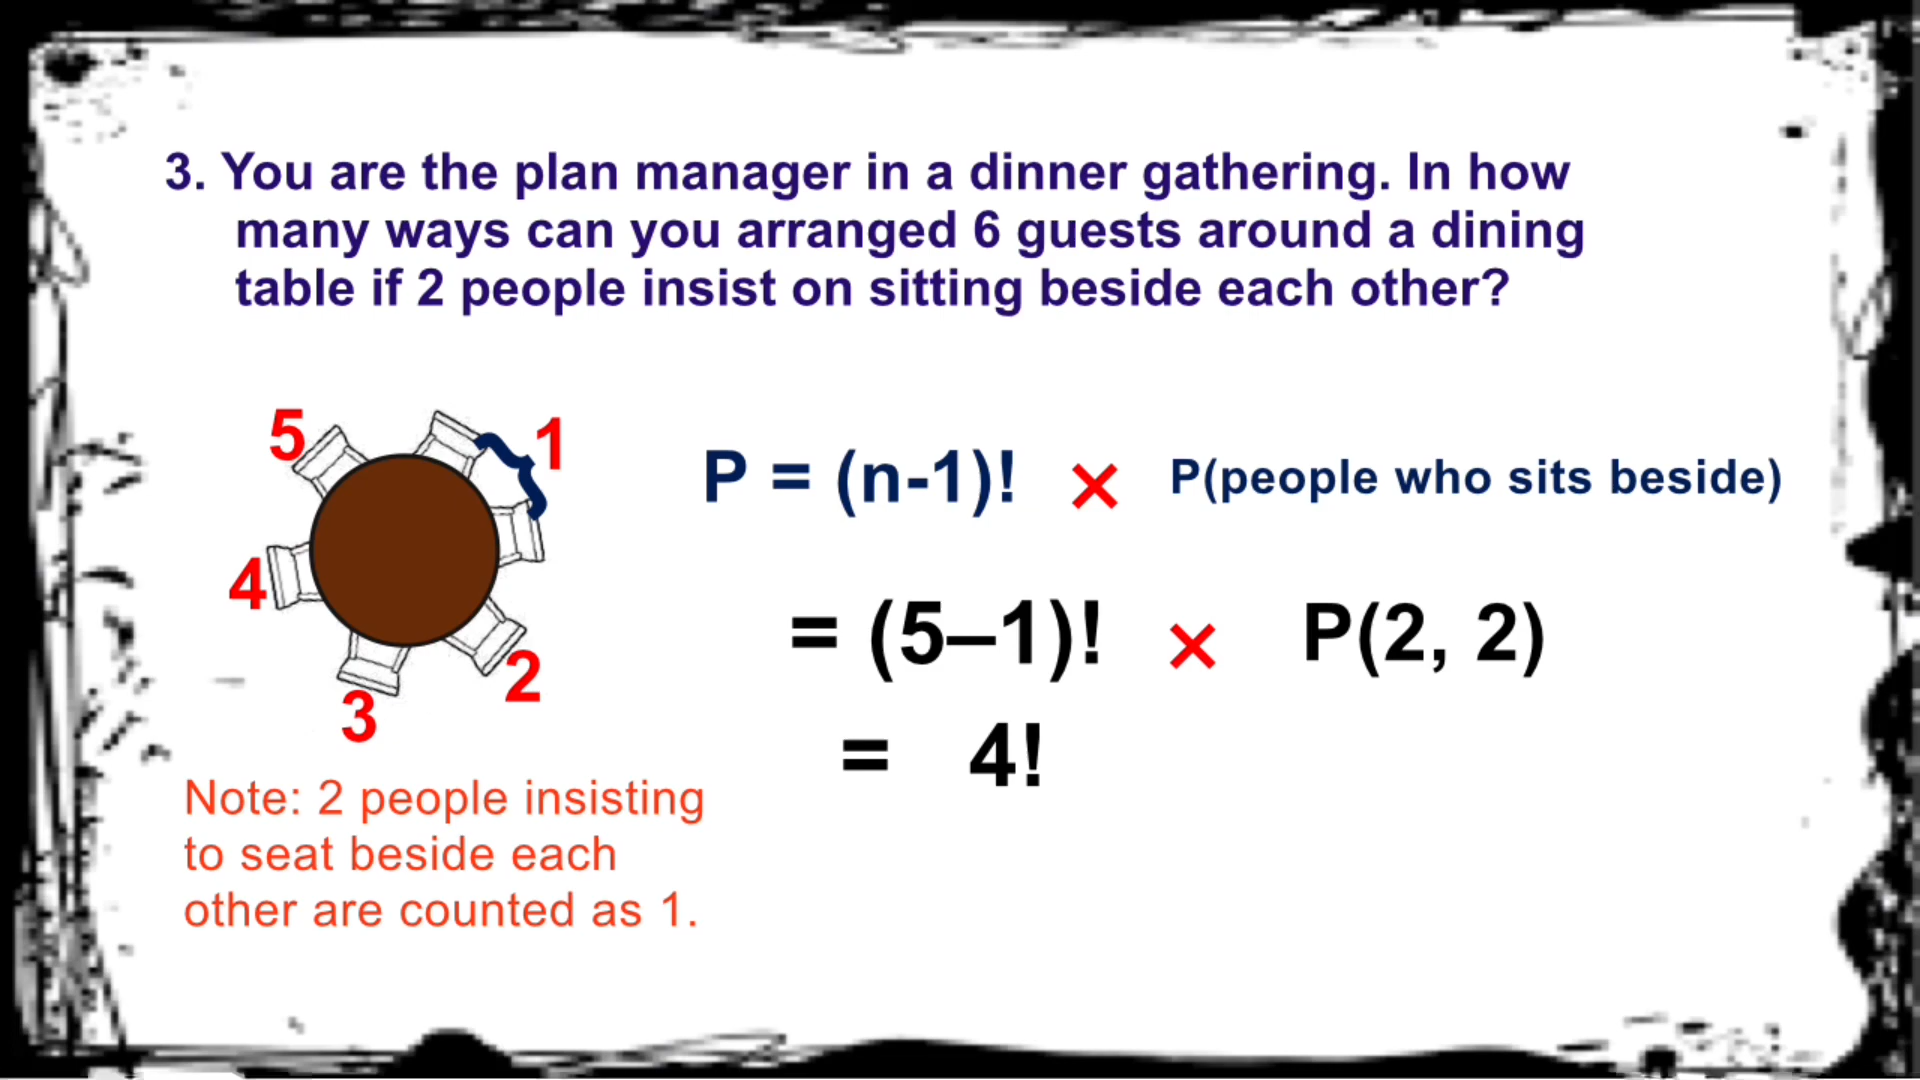 3. You are the plan manager in a dinner gathering. In how
many ways can you arranged 6 guests around a dining
table if 2 people insist on sitting beside each other?
5
1
4
2
3
P = (n-1)! × P(people who sits beside)
= (5–1)! × P(2, 2)
= 4!
Note: 2 people insisting
to seat beside each
other are counted as 1.